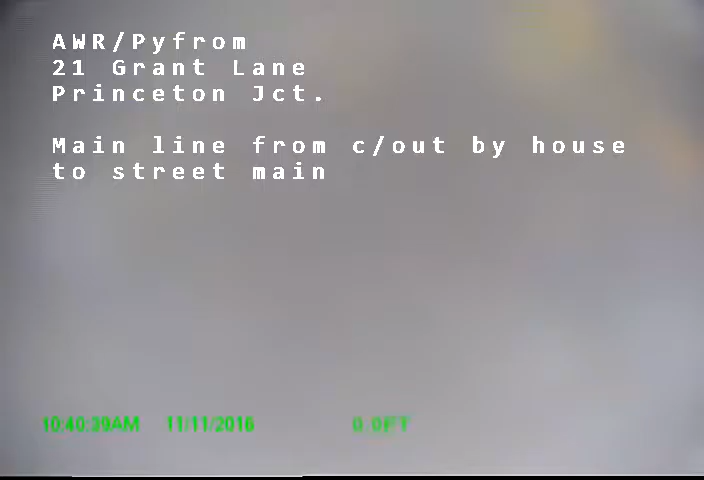 AWR/Pyfrom
21 Grant Lane
Princeton Jct.
Main line from c/out by house
to street main
10:40:39AM 11/11/2016 0.0FT